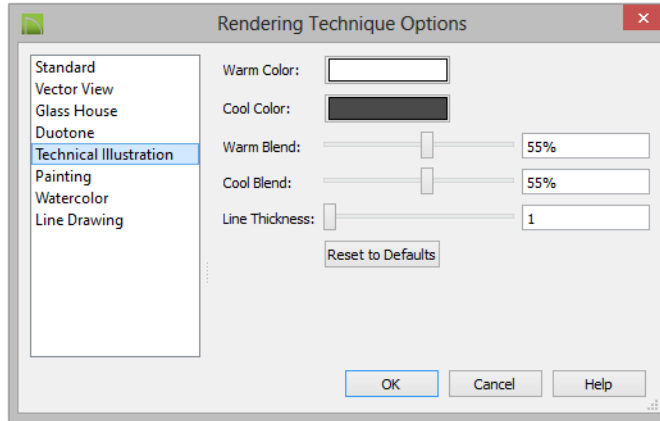 Rendering Technique Options
Standard
Vector View
Glass House
Duotone
Technical Illustration
Painting
Watercolor
Line Drawing
Warm Color:
Cool Color:
Warm Blend: 55%
Cool Blend: 55%
Line Thickness: 1
Reset to Defaults
OK Cancel Help